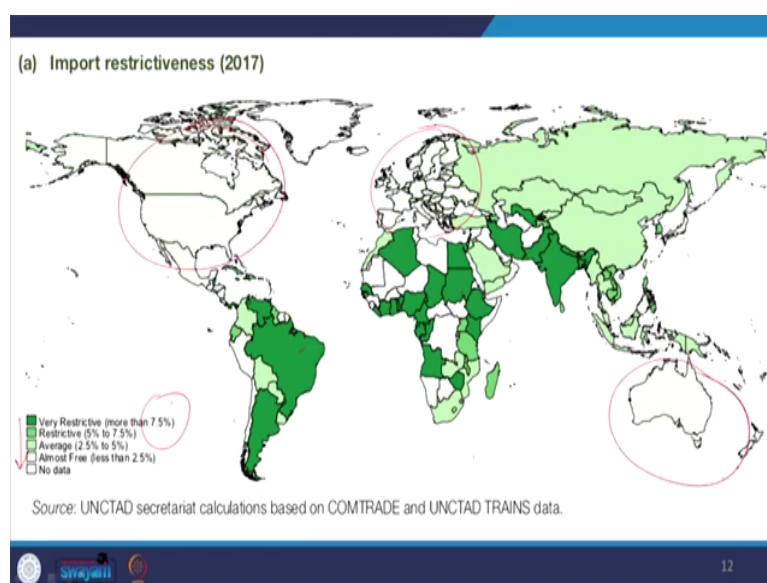 (a) Import restrictiveness (2017)
Very Restrictive (more than 7.5%)
Restrictive (5% to 7.5%)
Average (2.5% to 5%)
Almost Free (less than 2.5%)
No data
Source: UNCTAD secretariat calculations based on COMTRADE and UNCTAD TRAINS data.
swayam
12